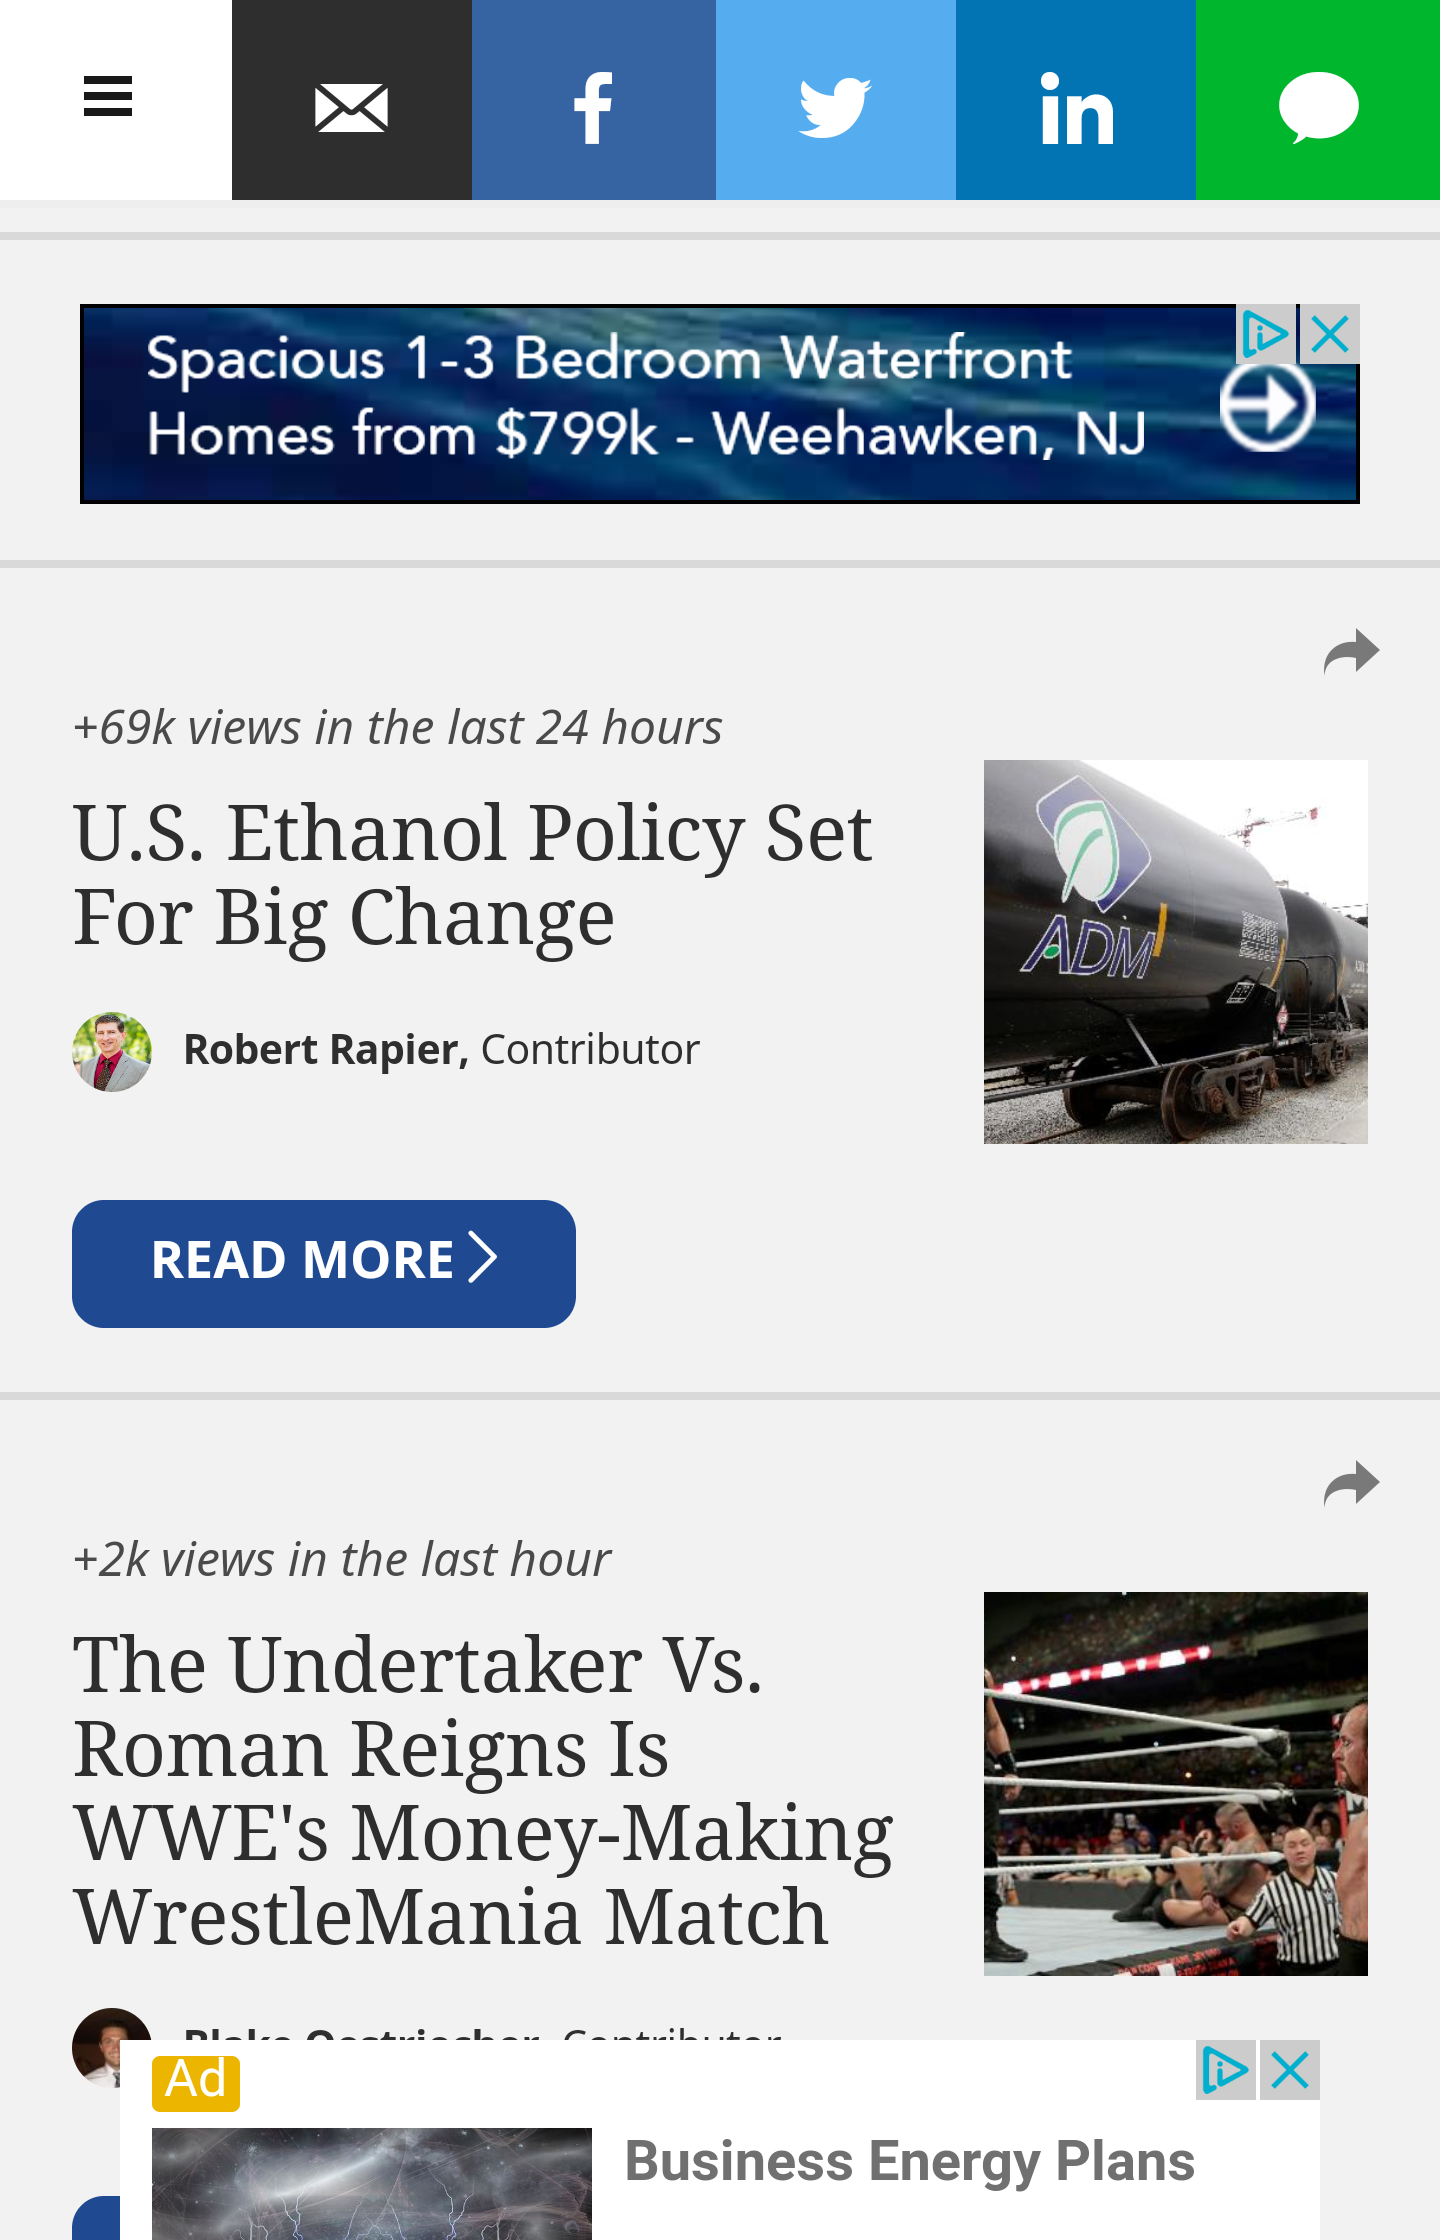 Spacious 1-3 Bedroom Waterfront
Homes from $799k - Weehawken, NJ
+69k views in the last 24 hours
U.S. Ethanol Policy Set
For Big Change
ADM
Robert Rapier, Contributor
READ MORE
+2k views in the last hour
The Undertaker Vs.
Roman Reigns Is
WWE's Money-Making
WrestleMania Match
Ad
Business Energy Plans